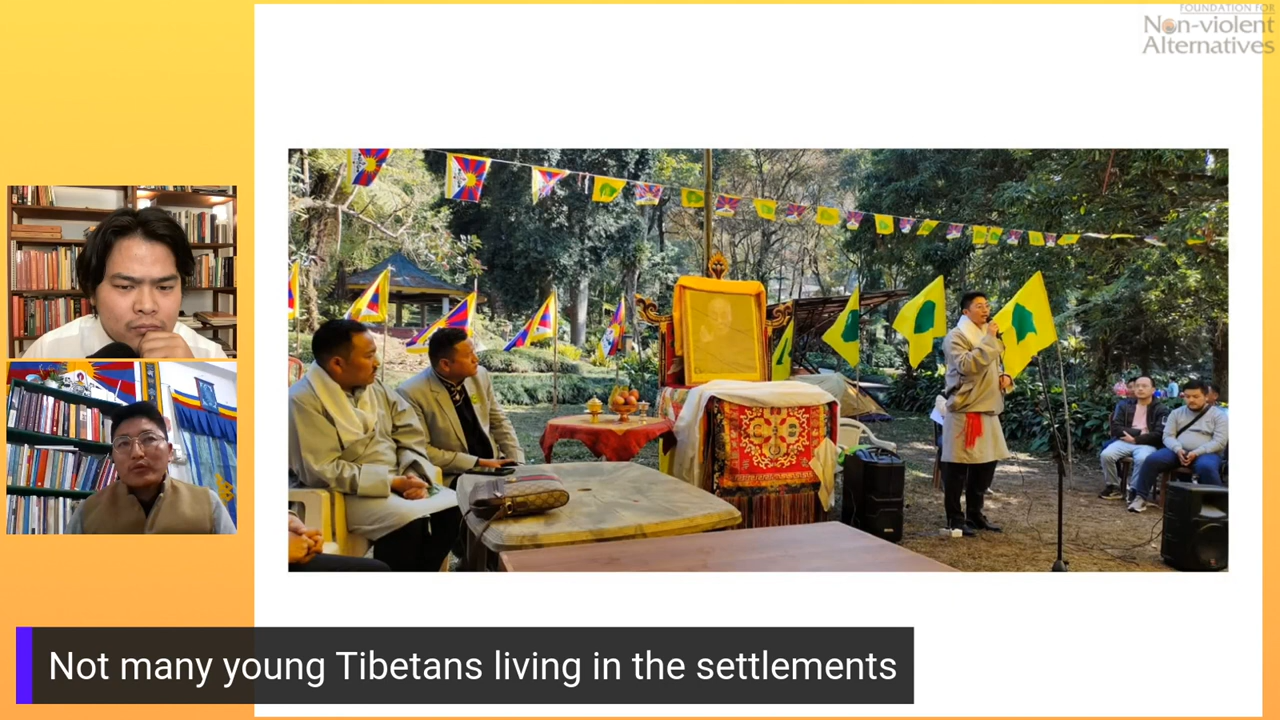 FOUNDATION FOR
Non-violent
Alternatives
Not many young Tibetans living in the settlements